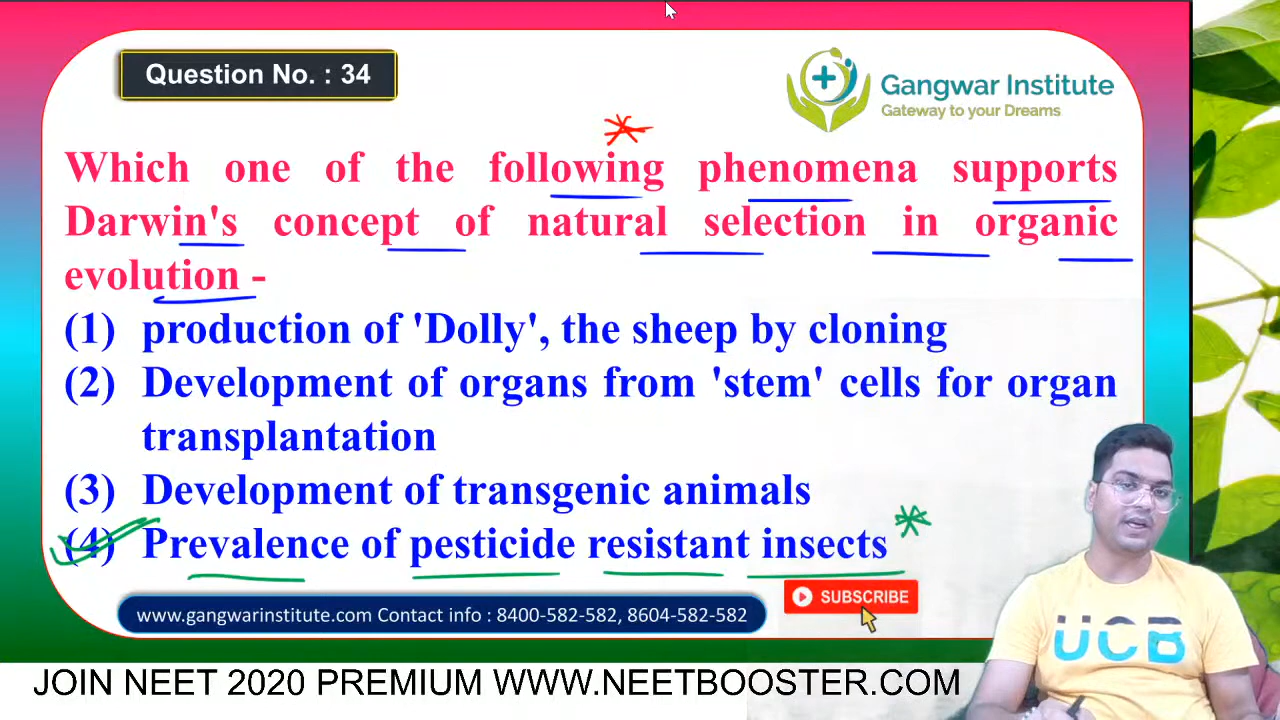 Question No. : 34
Gangwar Institute
Gateway to your Dreams
Which one of the following phenomena supports
Darwin's concept of natural selection in organic
evolution -
(1) production of 'Dolly', the sheep by cloning
(2) Development of organs from 'stem' cells for organ
transplantation
(3) Development of transgenic animals
(4) Prevalence of pesticide resistant insects
SUBSCRIBE
www.gangwarinstitute.com Contact info : 8400-582-582, 8604-582-582
UCB
JOIN NEET 2020 PREMIUM WWW.NEETBOOSTER.COM